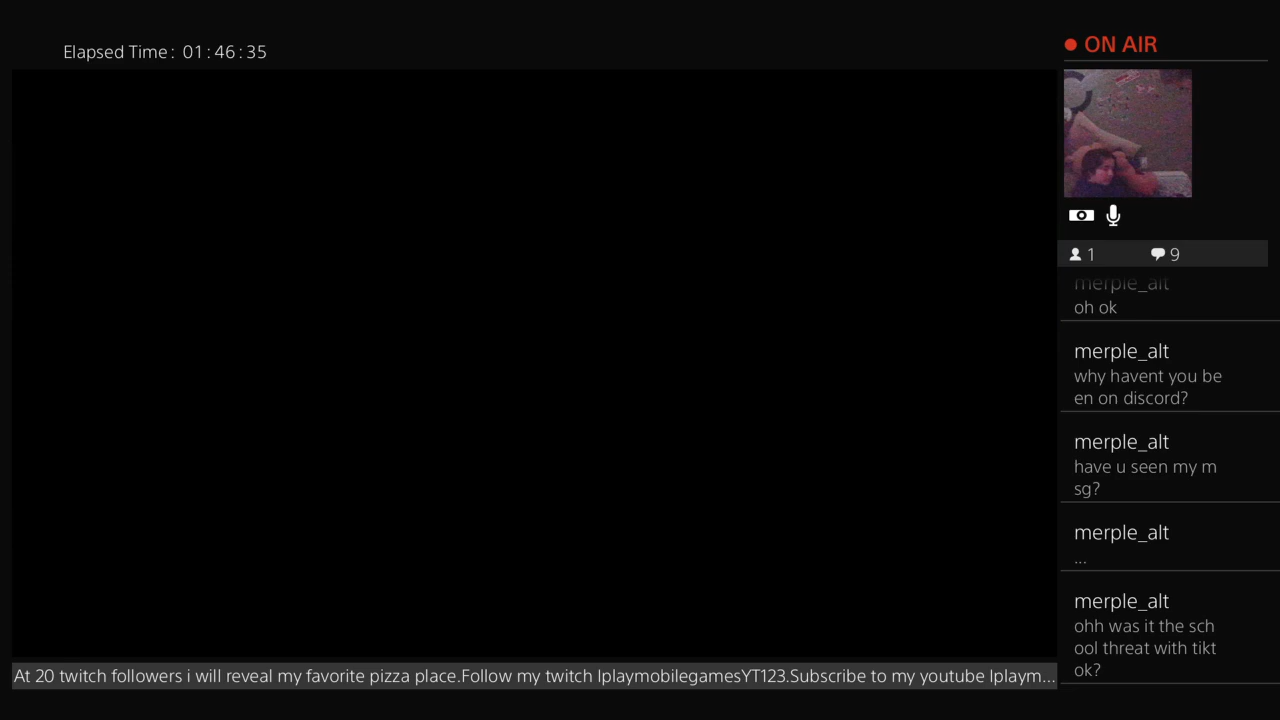 Elapsed Time: 01:46:35
ON AIR
1 9
merple_alt
oh ok
merple_alt
why havent you be
en on discord?
merple_alt
have u seen my m
sg?
merple_alt
...
merple_alt
ohh was it the sch
ool threat with tikt
ok?
At 20 twitch followers i will reveal my favorite pizza place.Follow my twitch IplaymobilegamesYT123.Subscribe to my youtube Iplaym...